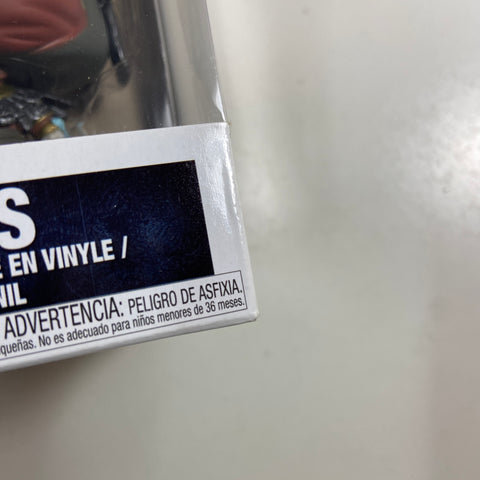 S
E EN VINYLE /
NIL
ADVERTENCIA: PELIGRO DE ASFIXIA.
queñas. No es adecuado para niños menores de 36 meses.